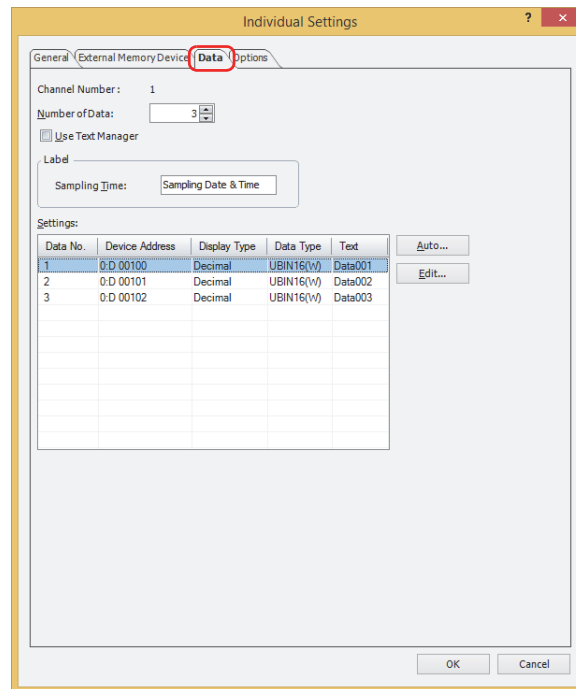 Individual Settings ? ×
General External Memory Device Data Options
Channel Number : 1
Number of Data: 3
Use Text Manager
Label
Sampling Time: Sampling Date & Time
Settings:
Data No. Device Address Display Type Data Type Text Auto...
1 0:D 00100 Decimal UBIN16(W) Data001
Edit...
2 0:D 00101 Decimal UBIN16(W) Data002
3 0:D 00102 Decimal UBIN16(W) Data003
OK Cancel